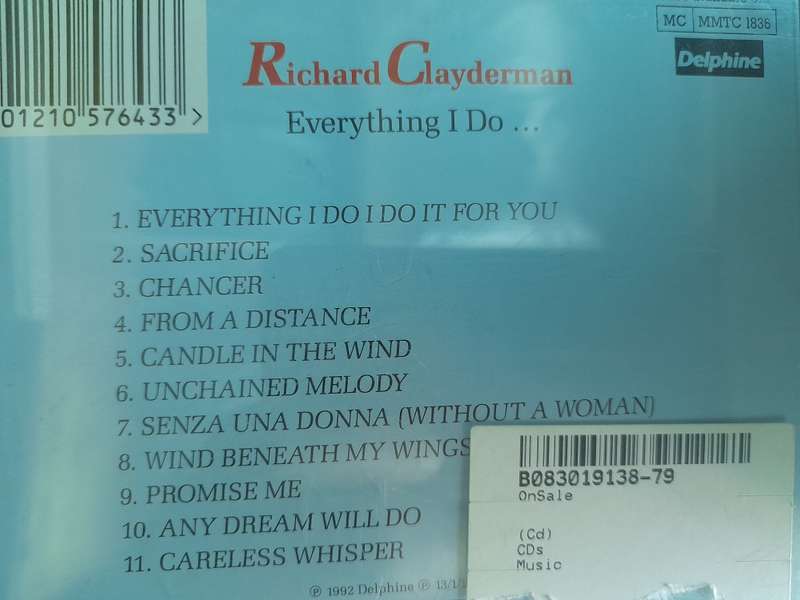 MC MMTC 1836
Delphine
01210 576433 >
Richard Clayderman
Everything I Do ...
1. EVERYTHING I DO I DO IT FOR YOU
2. SACRIFICE
3. CHANCER
4. FROM A DISTANCE
5. CANDLE IN THE WIND
6. UNCHAINED MELODY
7. SENZA UNA DONNA (WITHOUT A WOMAN)
8. WIND BENEATH MY WINGS
9. PROMISE ME
10. ANY DREAM WILL DO
11. CARELESS WHISPER
℗ 1992 Delphine ℗ 13/1/
B083019138-79
OnSale
(Cd)
CDs
Music